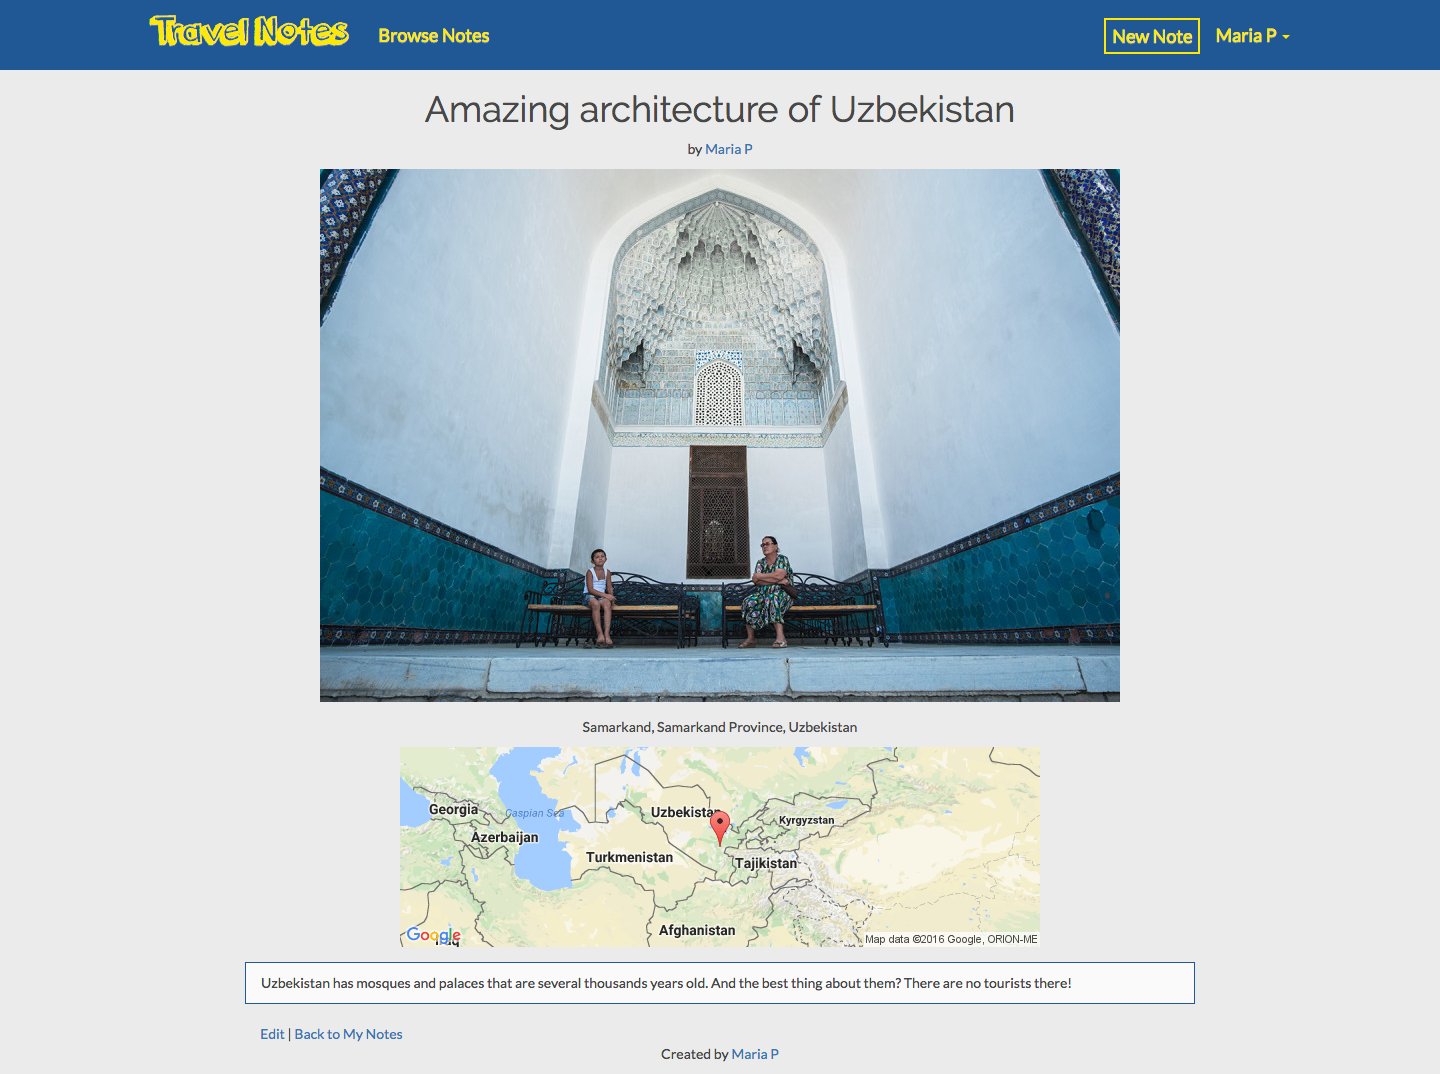 Travel Notes
Browse Notes
New Note
Maria P
Amazing architecture of Uzbekistan
by Maria P
Samarkand, Samarkand Province, Uzbekistan
Georgia
Caspian Sea
Azerbaijan
Uzbekistan
Kyrgyzstan
Turkmenistan
Tajikistan
Afghanistan
Iraq
Google
Map data ©2016 Google, ORION-ME
Uzbekistan has mosques and palaces that are several thousands years old. And the best thing about them? There are no tourists there!
Edit | Back to My Notes
Created by Maria P